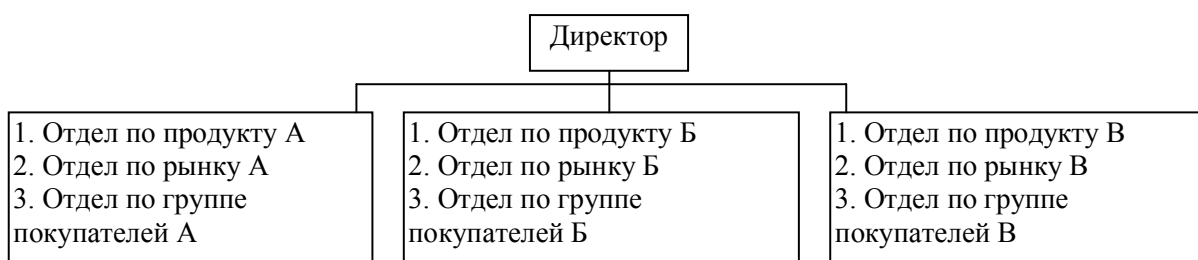 Директор
1. Отдел по продукту А
2. Отдел по рынку А
3. Отдел по группе
покупателей А
1. Отдел по продукту Б
2. Отдел по рынку Б
3. Отдел по группе
покупателей Б
1. Отдел по продукту В
2. Отдел по рынку В
3. Отдел по группе
покупателей В